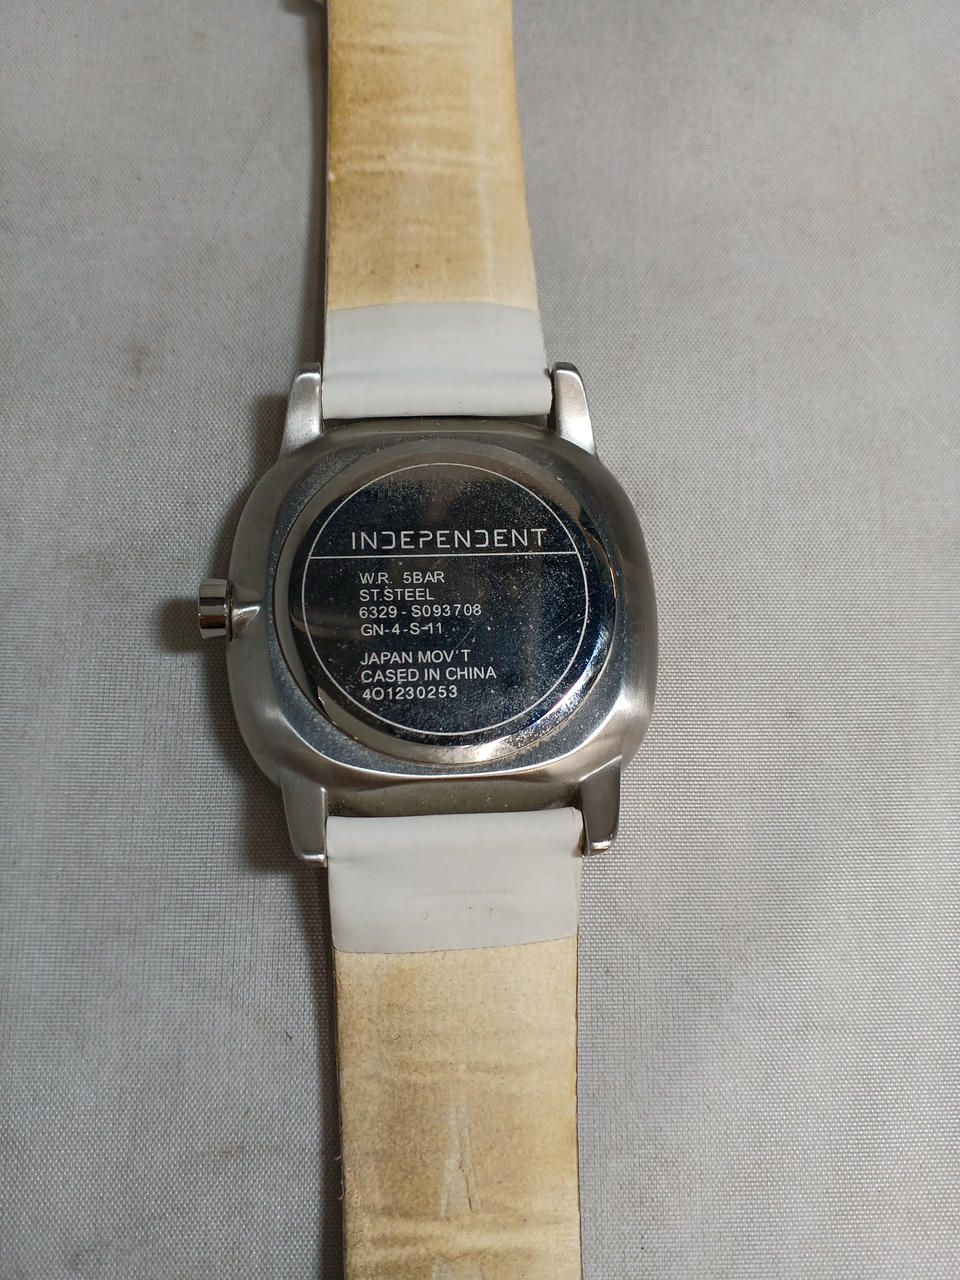 INDEPENDENT
W.R. 5BAR
ST.STEEL
6329-S093708
GN-4-S-11
JAPAN MOV'T
CASED IN CHINA
4O1230253